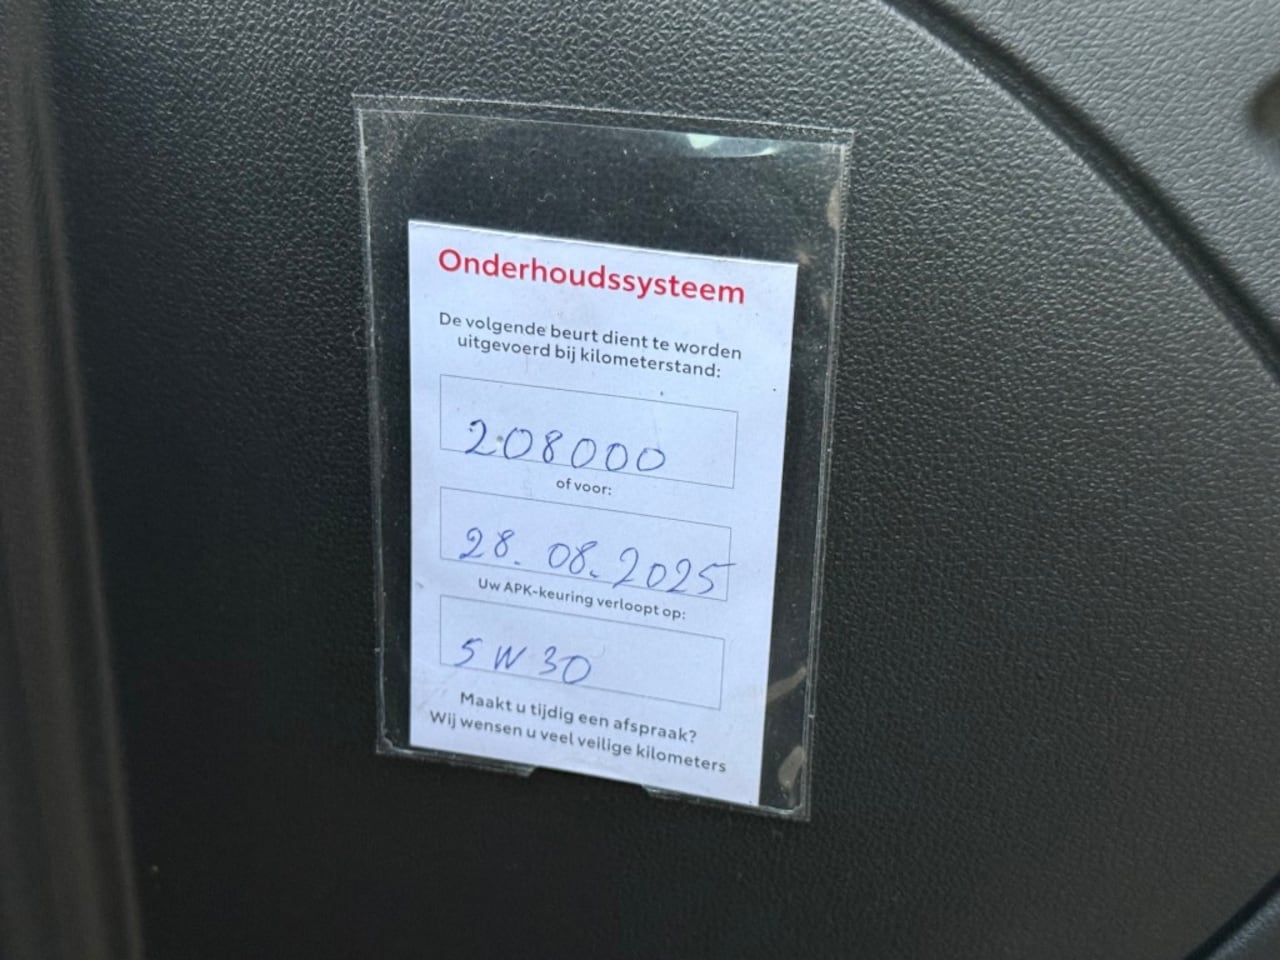 Onderhoudssysteem
De volgende beurt dient te worden
uitgevoerd bij kilometerstand:
208000
of voor:
28.08.2025
Uw APK-keuring verloopt op:
5W30
Maakt u tijdig een afspraak?
Wij wensen u veel veilige kilometers